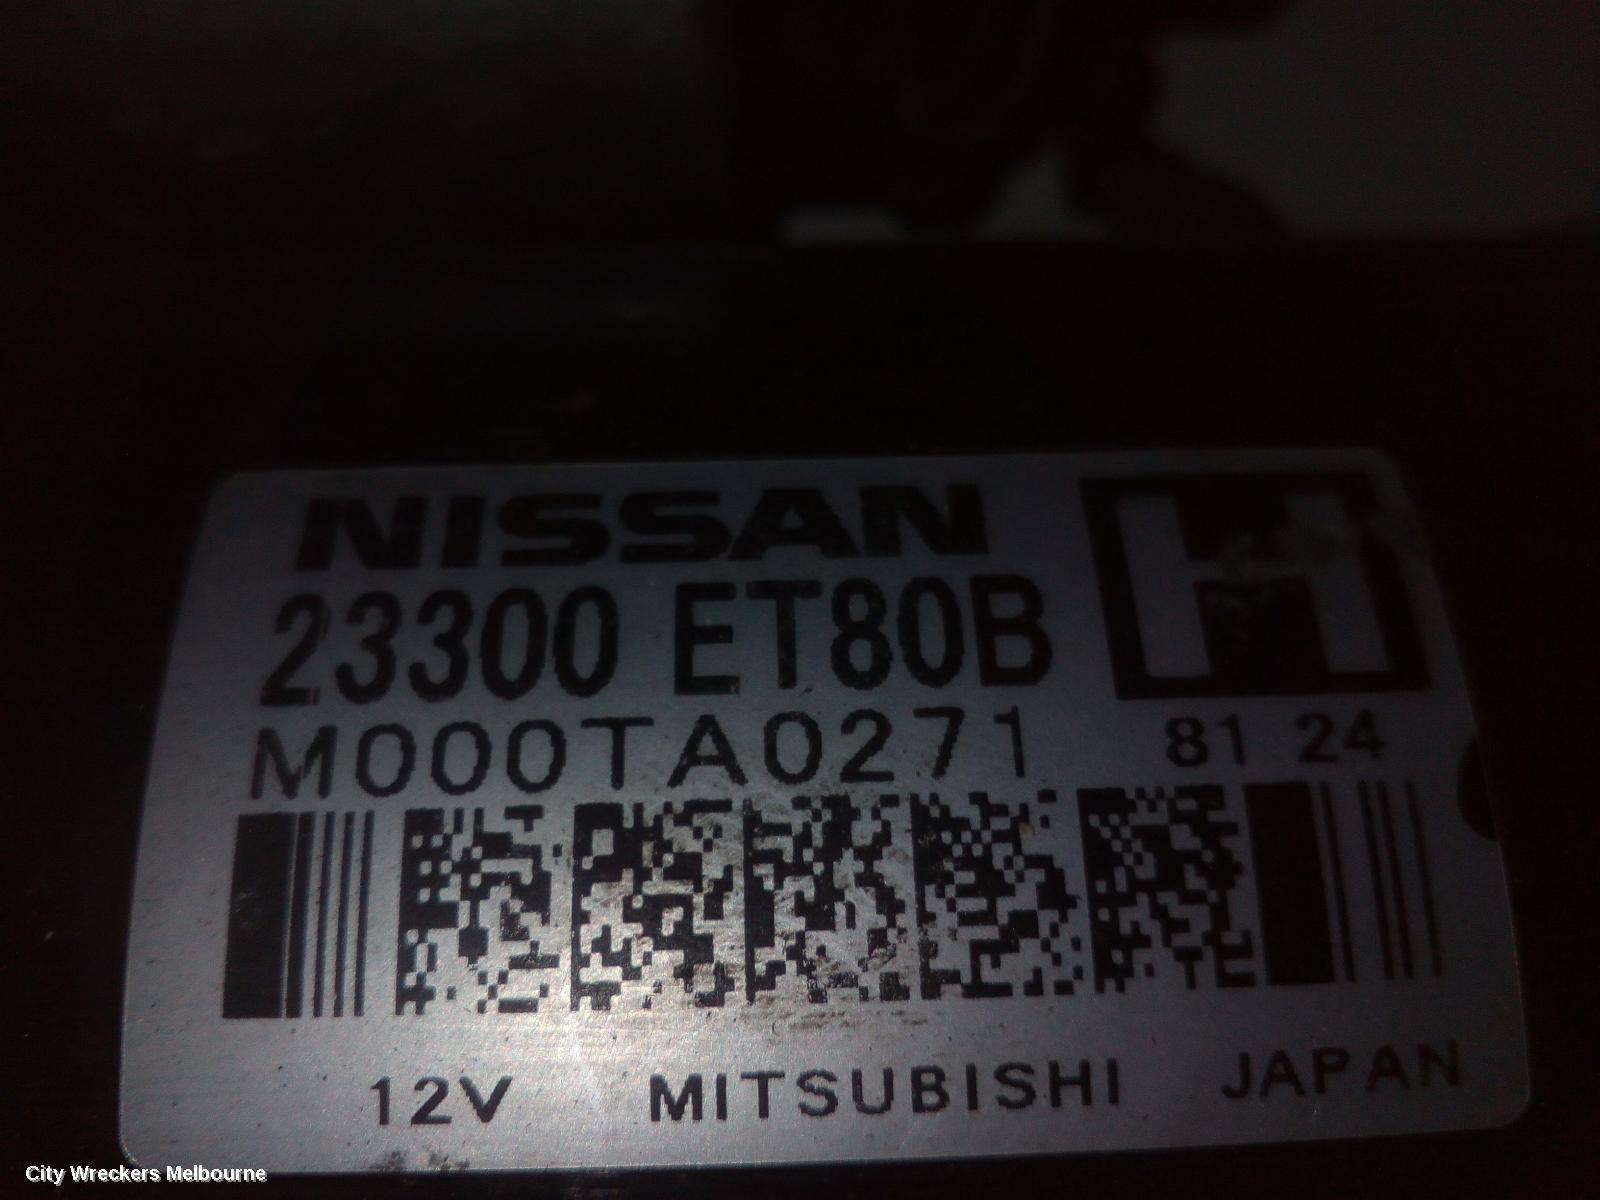 NISSAN H
23300 ET80B
M000TA0271 81 24
12V MITSUBISHI JAPAN
City Wreckers Melbourne